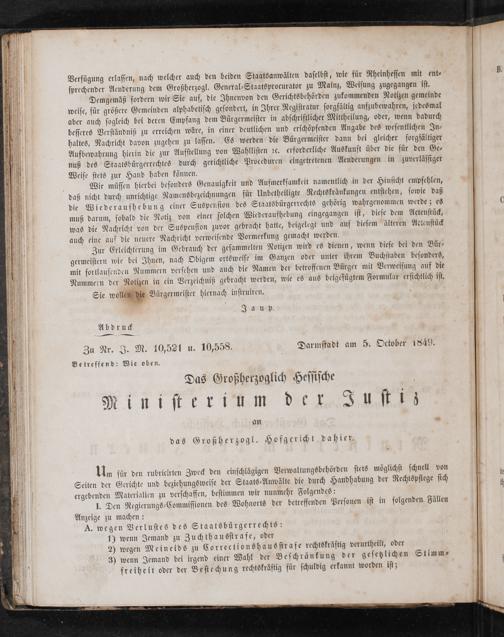 Verfügung erlassen, nach welcher auch den beiden Staatsanwälten daselbst, wie für Rheinhessen mit ent-
sprechender Aenderung dem Großherzogl. General-Staatsprocurator zu Mainz, Weisung zugegangen ist.
Demgemäß fordern wir Sie auf, die Ihnen von den Gerichtsbehörden zukommenden Notizen gemeinde
weise, für größere Gemeinden alphabetisch gesondert, in Ihrer Registratur sorgfältig aufzubewahren, jedesmal
aber auch sogleich bei deren Empfang dem Bürgermeister in abschriftlicher Mittheilung, oder, wenn dadurch
besseres Verständniß zu erreichen wäre, in einer deutlichen und erschöpfenden Angabe des wesentlichen In-
haltes, Nachricht davon zugehen zu lassen. Es werden die Bürgermeister dann bei gleicher sorgfältiger
Aufbewahrung hierin die zur Aufstellung von Wahllisten ꝛc. erforderliche Auskunft über die für den Ge-
nuß des Staatsbürgerrechtes durch gerichtliche Proceduren eingetretenen Aenderungen in zuverlässiger
Weise stets zur Hand haben können.
Wir müssen hierbei besonders Genauigkeit und Aufmerksamkeit namentlich in der Hinsicht empfehlen,
daß nicht durch unrichtige Namensbezeichnungen für Unbetheiligte Rechtskränkungen entstehen, sowie daß
die Wiederaufhebung einer Suspension des Staatsbürgerrechts gehörig wahrgenommen werde; es
muß darum, sobald die Notiz von einer solchen Wiederaufhebung eingegangen ist, diese dem Actenstück,
was die Nachricht von der Suspension zuvor gebracht hatte, beigelegt und auf diesem älteren Actenstück
auch eine auf die neuere Nachricht verweisende Vormerkung gemacht werden.
Zur Erleichterung im Gebrauch der gesammelten Notizen wird es dienen, wenn diese bei den Bür-
germeistern wie bei Ihnen, nach Obigem ortsweise im Ganzen oder unter ihrem Buchstaben besonders,
mit fortlaufenden Nummern versehen und auch die Namen der betroffenen Bürger mit Verweisung auf die
Nummern der Notizen in ein Verzeichniß gebracht werden, wie es aus beigefügtem Formular ersichtlich ist.
Sie wollen die Bürgermeister hiernach instruiren.
Jaup
Abdruck
Zu Nr. J. M. 10,521 u. 10,558. Darmstadt am 5. October 1849.
Betreffend: Wie oben.
Das Großherzoglich Hessische
Ministerium der Justiz
an
das Großherzogl. Hofgericht dahier.
Um für den rubricirten Zweck den einschlägigen Verwaltungsbehörden stets möglichst schnell von
Seiten der Gerichte und beziehungsweise der Staats-Anwälte die durch Handhabung der Rechtspflege sich
ergebenden Materialien zu verschaffen, bestimmen wir nunmehr Folgendes:
I. Den Regierungs-Commissionen des Wohnorts der betreffenden Personen ist in folgenden Fällen
Anzeige zu machen:
A. wegen Verlustes des Staatsbürgerrechts:
1) wenn Jemand zu Zuchthausstrafe, oder
2) wegen Meineids zu Correctionshausstrafe rechtskräftig verurtheilt, oder
3) wenn Jemand bei irgend einer Wahl der Beschränkung der gesetzlichen Stimm-
freiheit oder der Bestechung rechtskräftig für schuldig erkannt worden ist;